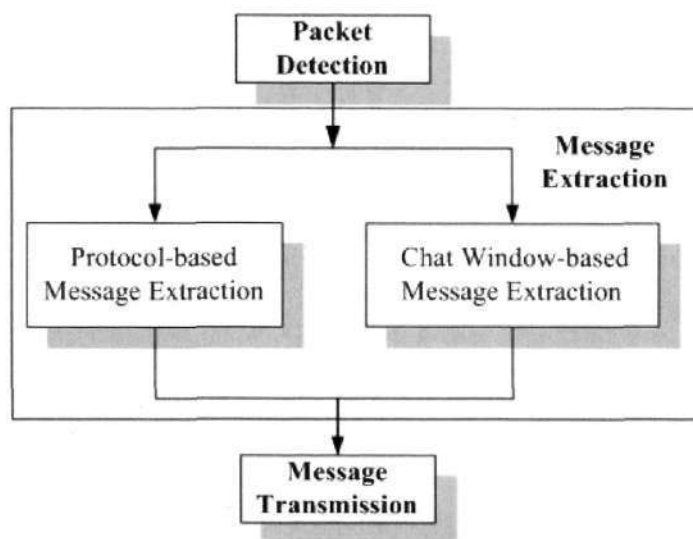 Packet
Detection
Message
Extraction
Protocol-based
Message Extraction
Chat Window-based
Message Extraction
Message
Transmission